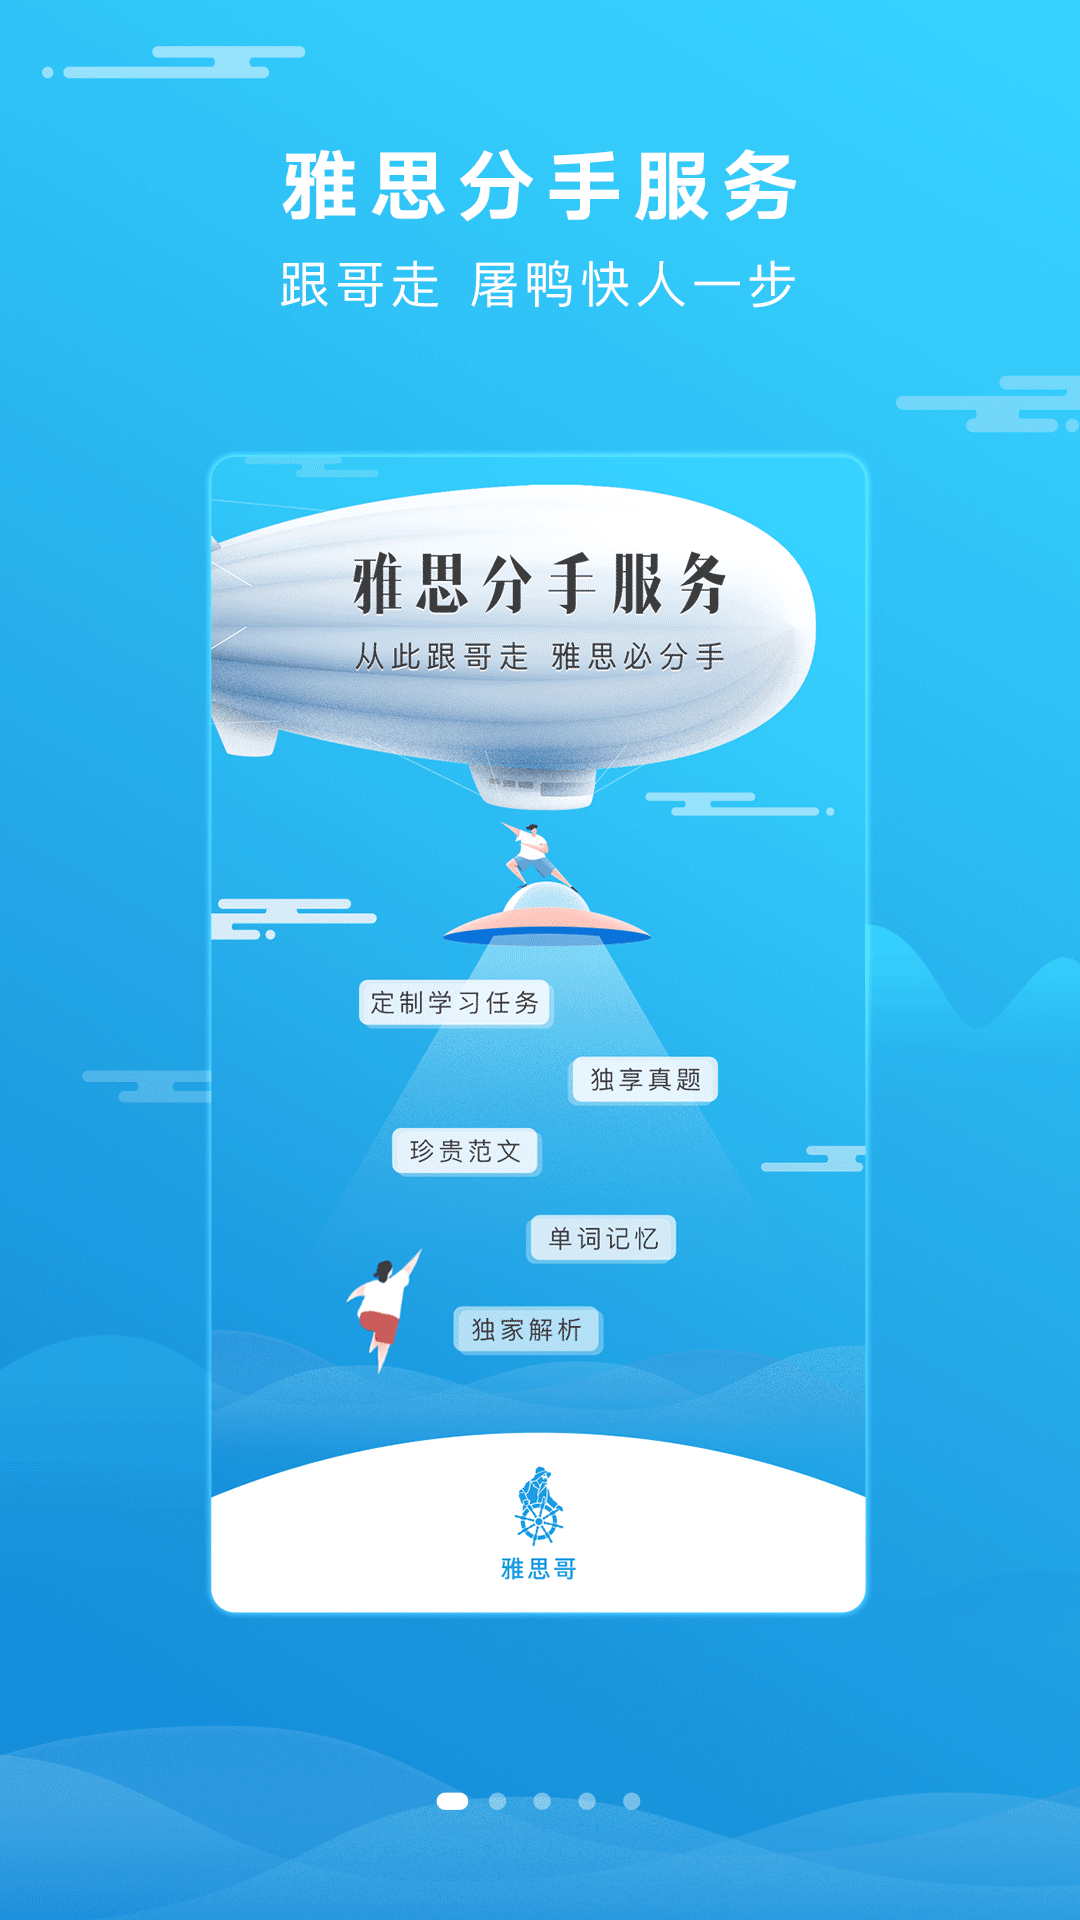 雅思分手服务
跟哥走 屠鸭快人一步
雅思分手服务
从此跟哥走 雅思必分手
定制学习任务
独享真题
珍贵范文
单词记忆
独家解析
雅思哥